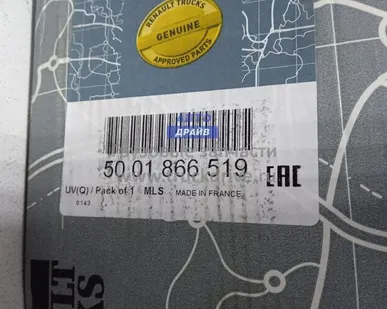 RENAULT TRUCKS
GENUINE
APPROVED PARTS
ДРАЙВ
50 01 866 519
UV(Q) / Pack of 1 MLS MADE IN FRANCE
0143
EAC